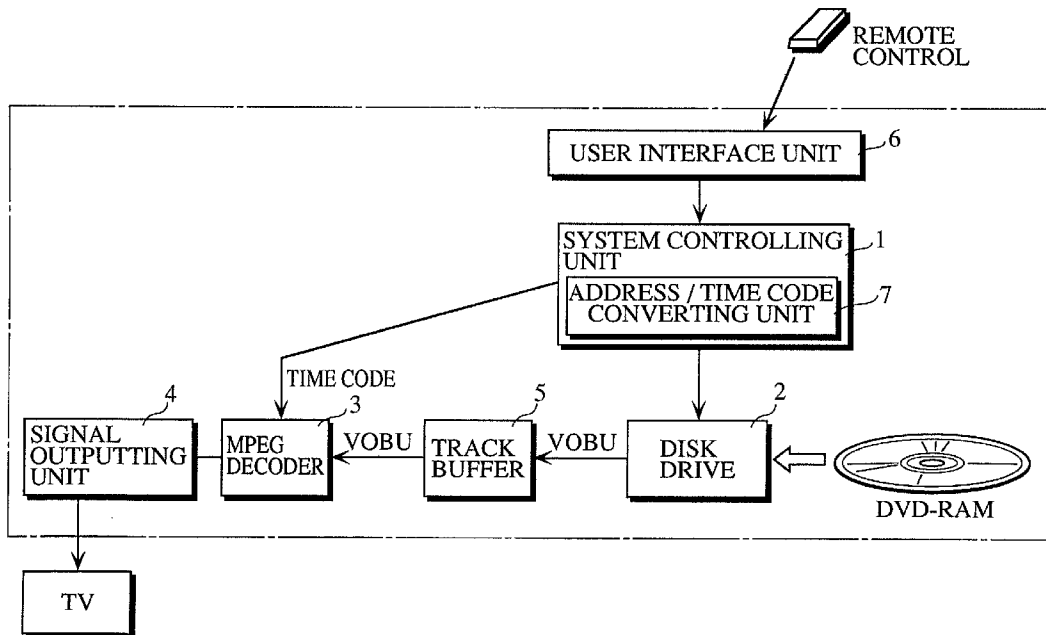 REMOTE
CONTROL
USER INTERFACE UNIT
6
SYSTEM CONTROLLING
UNIT
1
ADDRESS / TIME CODE
CONVERTING UNIT
7
TIME CODE
4
SIGNAL
OUTPUTTING
UNIT
3
MPEG
DECODER
VOBU
5
TRACK
BUFFER
VOBU
2
DISK
DRIVE
DVD-RAM
TV